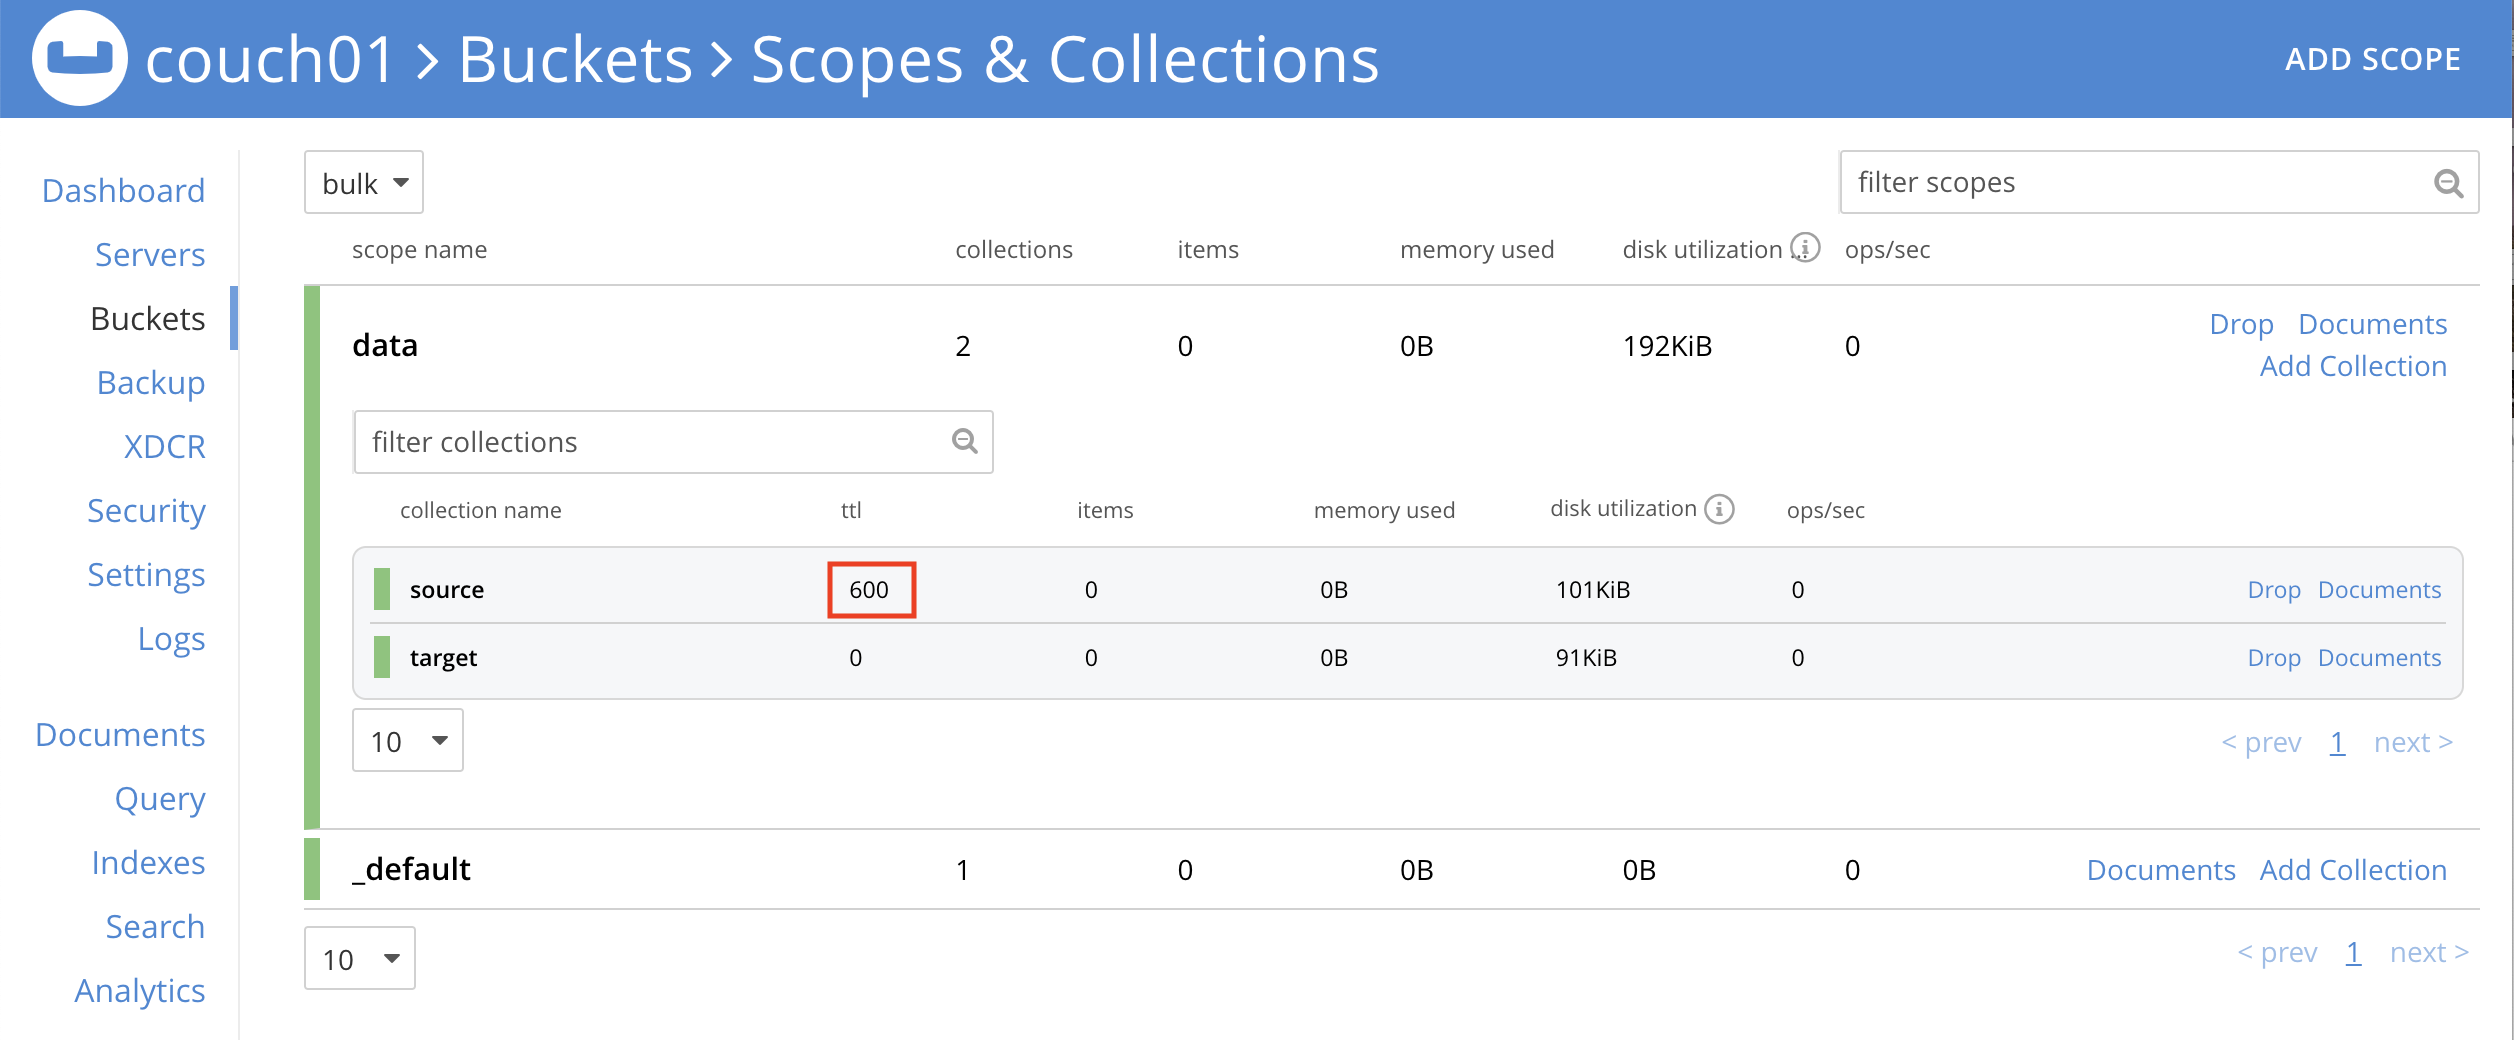 couch01 > Buckets > Scopes & Collections
ADD SCOPE
Dashboard
Servers
Buckets
Backup
XDCR
Security
Settings
Logs
Documents
Query
Indexes
Search
Analytics
bulk
filter scopes
scope name collections items memory used disk utilization ... ops/sec
data 2 0 0B 192KiB 0 Drop Documents
Add Collection
filter collections
collection name ttl items memory used disk utilization ops/sec
source 600 0 0B 101KiB 0 Drop Documents
target 0 0 0B 91KiB 0 Drop Documents
10 < prev 1 next >
_default 1 0 0B 0B 0 Documents Add Collection
10 < prev 1 next >